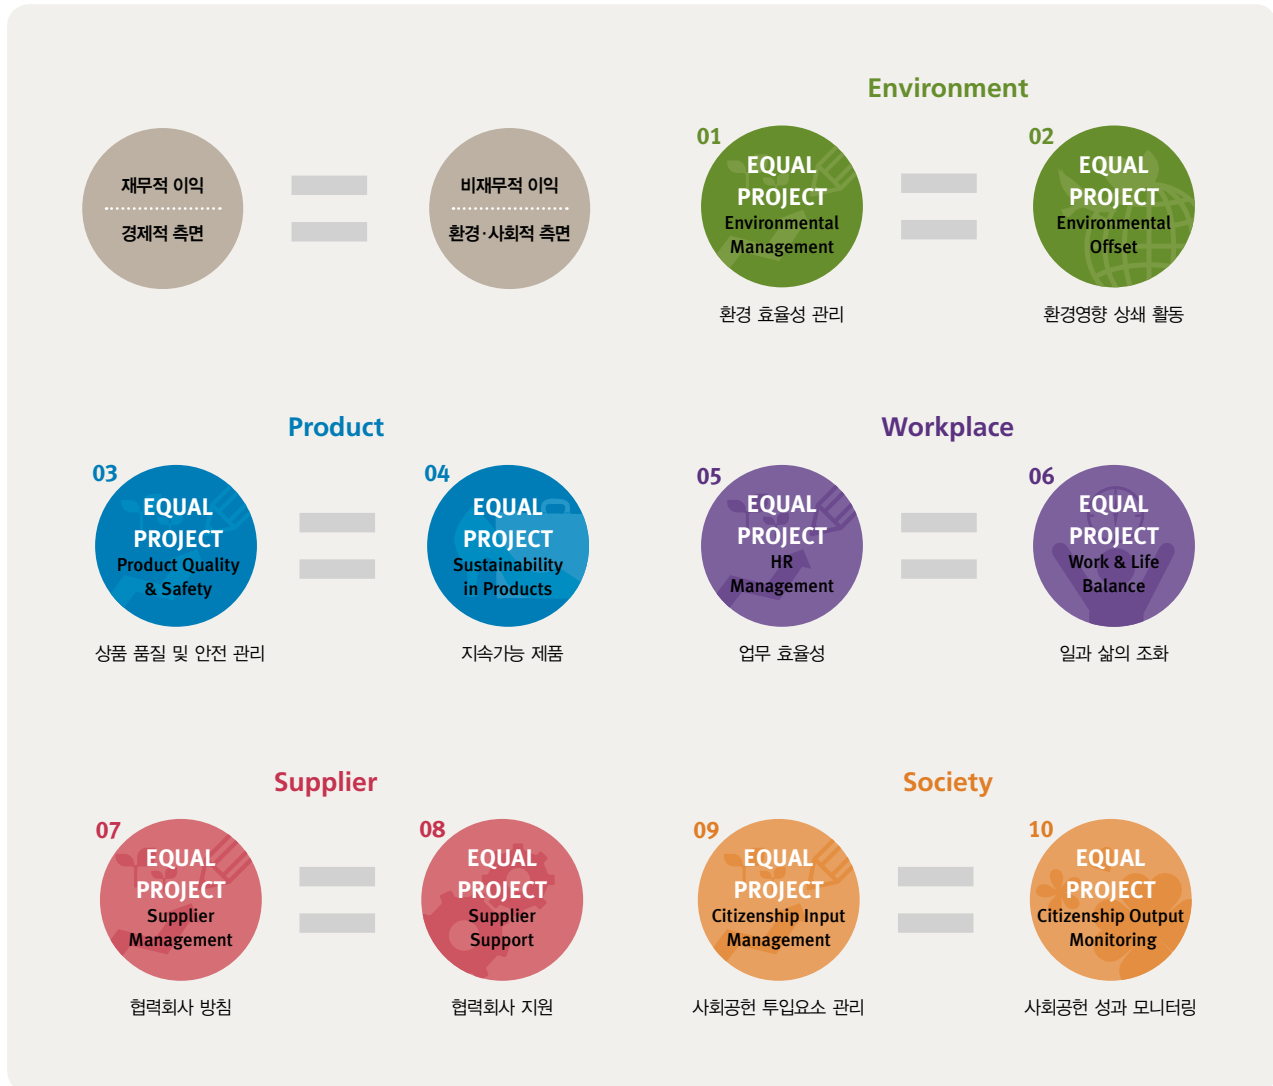 재무적 이익
경제적 측면
비재무적 이익
환경·사회적 측면
Environment
01
EQUAL
PROJECT
Environmental
Management
환경 효율성 관리
02
EQUAL
PROJECT
Environmental
Offset
환경영향 상쇄 활동
Product
03
EQUAL
PROJECT
Product Quality
& Safety
상품 품질 및 안전 관리
04
EQUAL
PROJECT
Sustainability
in Products
지속가능 제품
Workplace
05
EQUAL
PROJECT
HR
Management
업무 효율성
06
EQUAL
PROJECT
Work & Life
Balance
일과 삶의 조화
Supplier
07
EQUAL
PROJECT
Supplier
Management
협력회사 방침
08
EQUAL
PROJECT
Supplier
Support
협력회사 지원
Society
09
EQUAL
PROJECT
Citizenship Input
Management
사회공헌 투입요소 관리
10
EQUAL
PROJECT
Citizenship Output
Monitoring
사회공헌 성과 모니터링